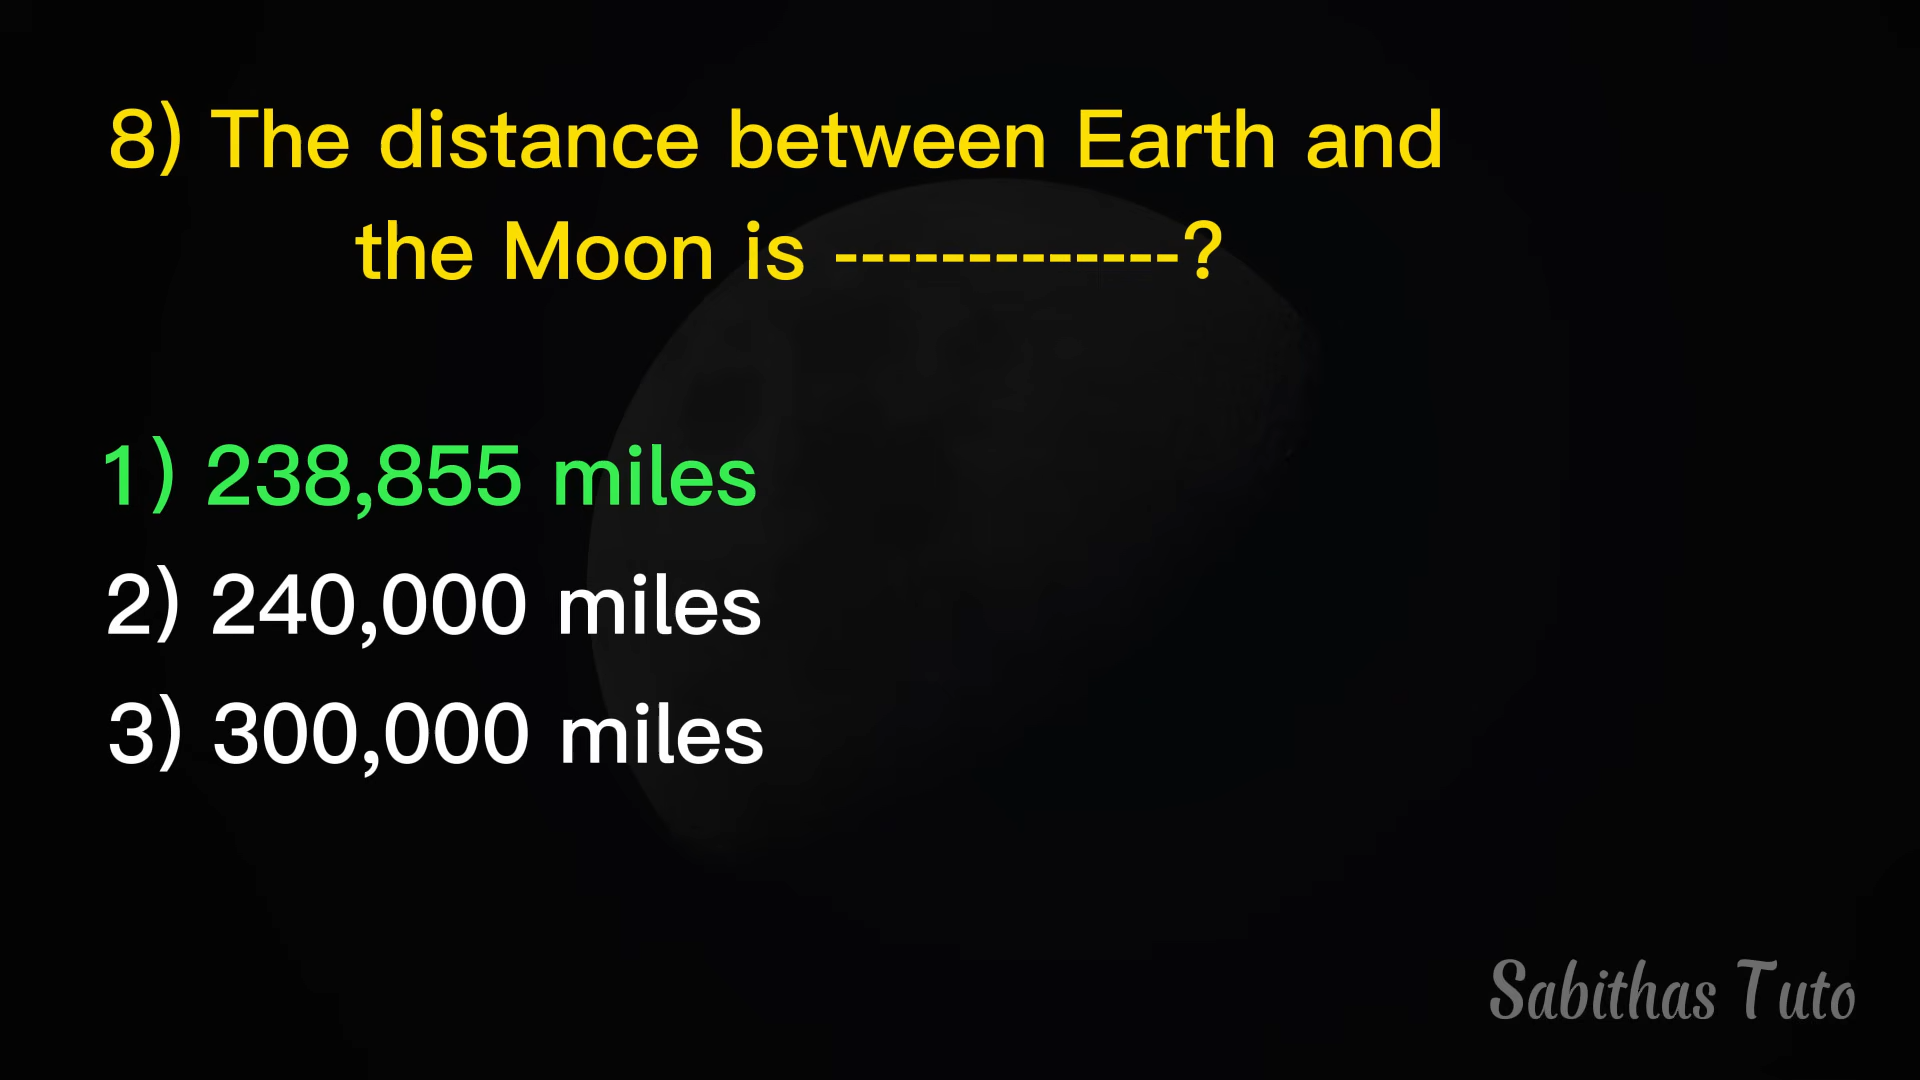 8) The distance between Earth and
the Moon is -------------?
1) 238,855 miles
2) 240,000 miles
3) 300,000 miles
Sabithas Tuto